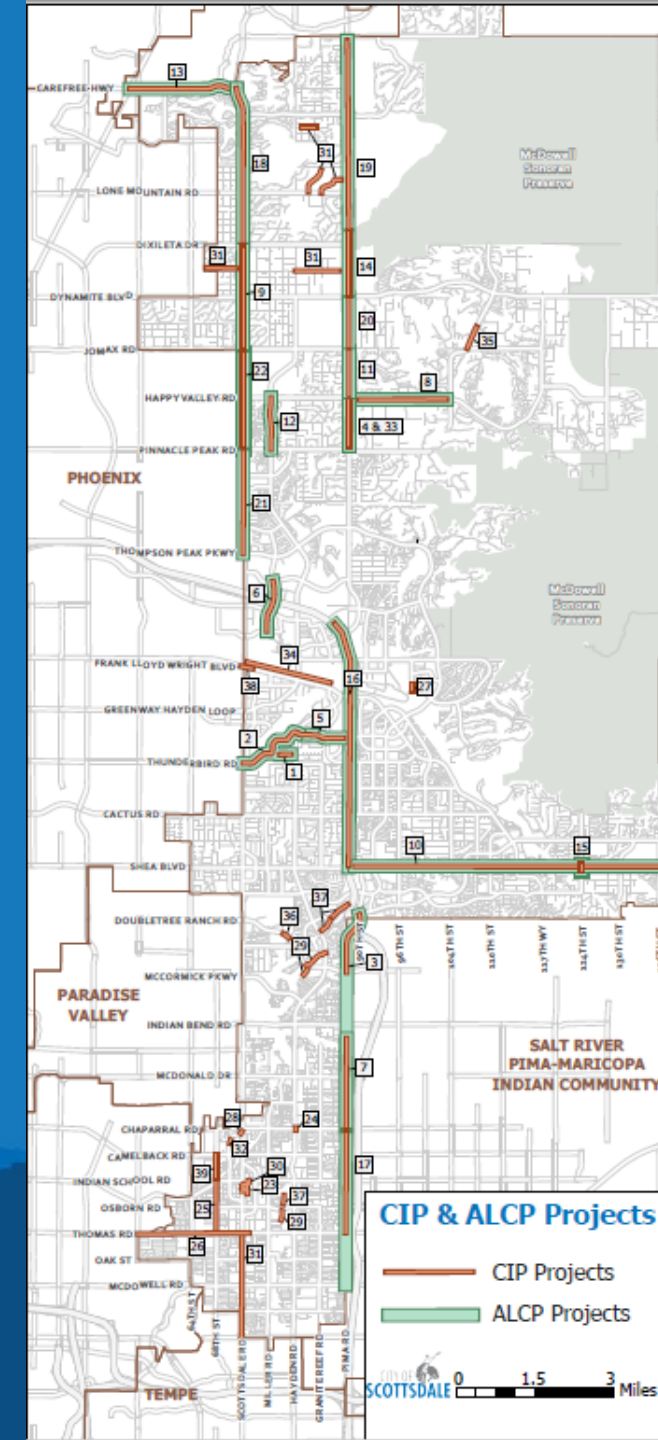 13
CAREFREE HWY
31
McDowell
Sonoran
Preserve
18
19
LONE MOUNTAIN RD
DIXILETA DR
31
31
14
9
DYNAMITE BLVD
20
35
JOMAX RD
22
11
8
HAPPY VALLEY RD
12
4 & 33
PINNACLE PEAK RD
PHOENIX
21
THOMPSON PEAK PKWY
6
McDowell
Sonoran
Preserve
34
FRANK LLOYD WRIGHT BLVD
16
38
27
GREENWAY HAYDEN LOOP
5
2
THUNDERBIRD RD
1
CACTUS RD
10
15
SHEA BLVD
37
36
DOUBLETREE RANCH RD
90TH ST
96TH ST
104TH ST
110TH ST
117TH WY
124TH ST
130TH ST
29
3
MCCORMICK PKWY
PARADISE
VALLEY
INDIAN BEND RD
SALT RIVER
PIMA-MARICOPA
INDIAN COMMUNITY
7
MCDONALD DR
28
24
CHAPARRAL RD
32
CAMELBACK RD
30
17
39
INDIAN SCHOOL RD
23
37
OSBORN RD
25
29
THOMAS RD
26
31
OAK ST
MCDOWELL RD
64TH ST
68TH ST
SCOTTSDALE RD
MILLER RD
HAYDEN RD
GRANITE REEF RD
PIMA RD
TEMPE
CIP & ALCP Projects
CIP Projects
ALCP Projects
CITY OF
SCOTTSDALE
0 1.5 3 Miles